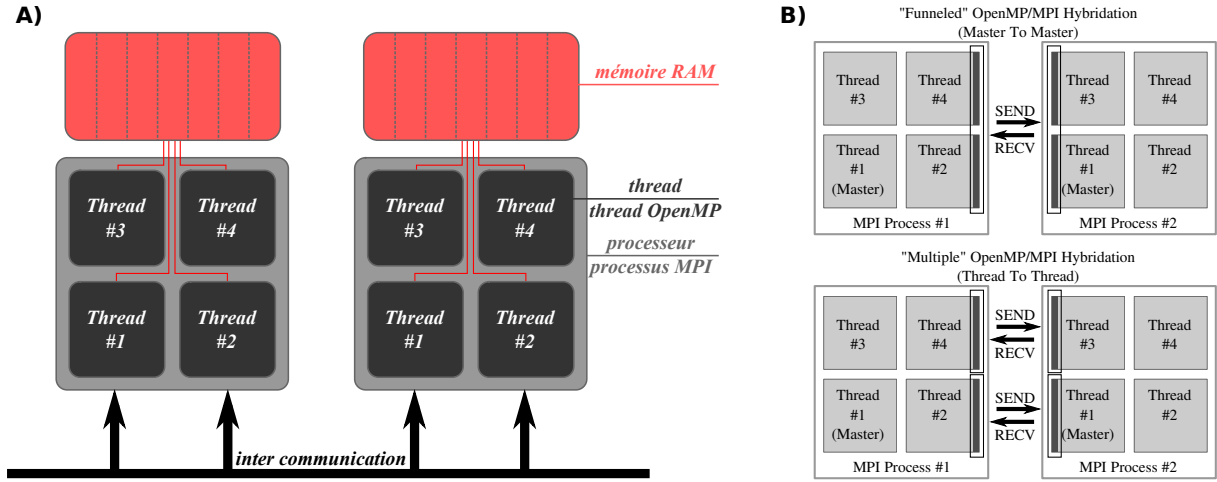 A)
mémoire RAM
Thread
#3
Thread
#4
Thread
#1
Thread
#2
Thread
#3
Thread
#4
Thread
#1
Thread
#2
thread
thread OpenMP
processeur
processus MPI
inter communication
B)
"Funneled" OpenMP/MPI Hybridation
(Master To Master)
Thread
#3
Thread
#4
Thread
#1
(Master)
Thread
#2
MPI Process #1
SEND
RECV
Thread
#3
Thread
#4
Thread
#1
(Master)
Thread
#2
MPI Process #2
"Multiple" OpenMP/MPI Hybridation
(Thread To Thread)
Thread
#3
Thread
#4
Thread
#1
(Master)
Thread
#2
MPI Process #1
SEND
RECV
SEND
RECV
Thread
#3
Thread
#4
Thread
#1
(Master)
Thread
#2
MPI Process #2